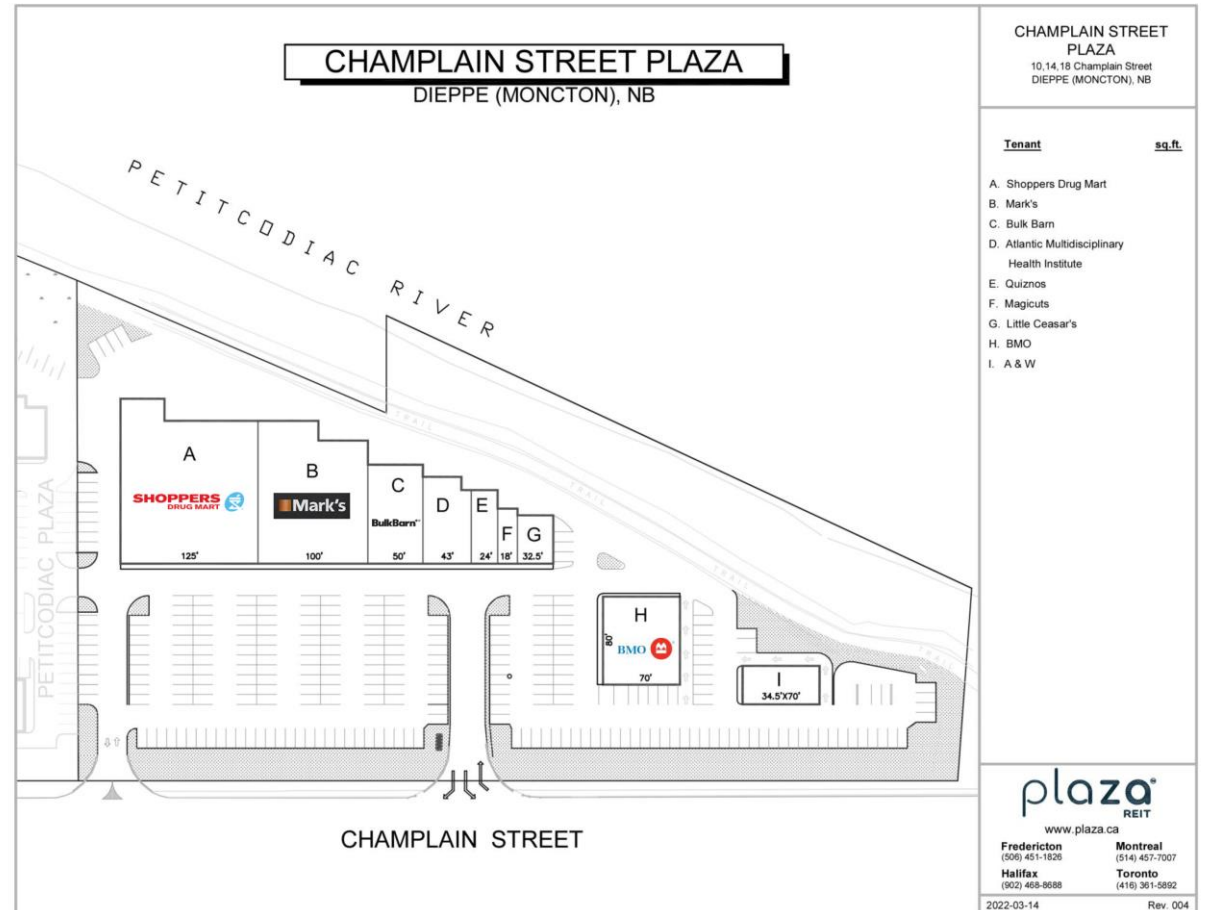 CHAMPLAIN STREET PLAZA
DIEPPE (MONCTON), NB
PETITCODIAC RIVER
TRAIL
TRAIL
TRAIL
TRAIL
PETITCODIAC PLAZA
A
SHOPPERS
DRUG MART
125'
B
Mark's
100'
C
BulkBarn
50'
D
43'
E
24'
F
18'
G
32.5'
H
80'
BMO
70'
I
34.5'X70'
CHAMPLAIN STREET
CHAMPLAIN STREET
PLAZA
10,14,18 Champlain Street
DIEPPE (MONCTON), NB
Tenant sq.ft.
A. Shoppers Drug Mart
B. Mark's
C. Bulk Barn
D. Atlantic Multidisciplinary
Health Institute
E. Quiznos
F. Magicuts
G. Little Ceasar's
H. BMO
I. A & W
plaza
REIT
www.plaza.ca
Fredericton Montreal
(506) 451-1826 (514) 457-7007
Halifax Toronto
(902) 468-8688 (416) 361-5892
2022-03-14 Rev. 004